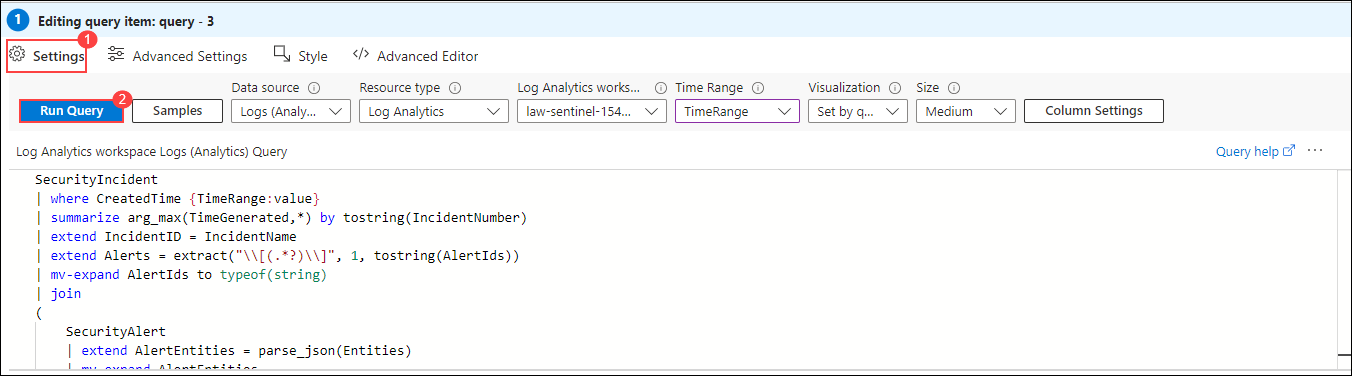 1 Editing query item: query - 3
Settings 1 Advanced Settings Style </> Advanced Editor
Data source Resource type Log Analytics works... Time Range Visualization Size
Run Query 2 Samples Logs (Analy... Log Analytics law-sentinel-154... TimeRange Set by q... Medium Column Settings
Log Analytics workspace Logs (Analytics) Query Query help ...
SecurityIncident
| where CreatedTime {TimeRange:value}
| summarize arg_max(TimeGenerated,*) by tostring(IncidentNumber)
| extend IncidentID = IncidentName
| extend Alerts = extract("\\[(.*?)\\]", 1, tostring(AlertIds))
| mv-expand AlertIds to typeof(string)
| join
(
SecurityAlert
| extend AlertEntities = parse_json(Entities)
| mv-expand AlertEntities